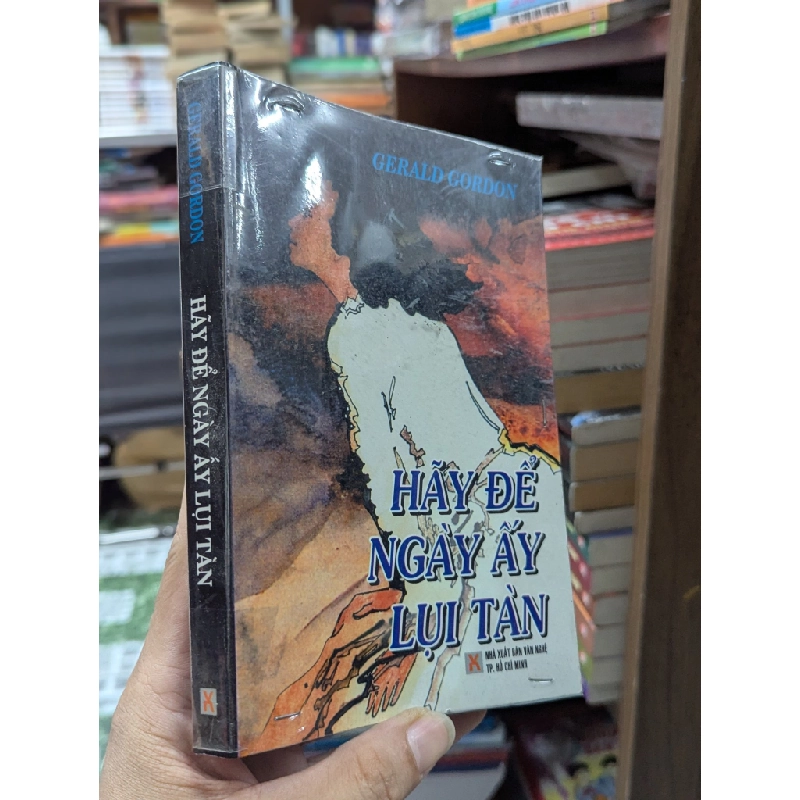 GERALD GORDON
HÃY ĐỂ NGÀY ẤY LỤI TÀN
GERALD GORDON
HÃY ĐỂ
NGÀY ẤY
LỤI TÀN
NHÀ XUẤT BẢN VĂN NGHỆ
TP. HỒ CHÍ MINH